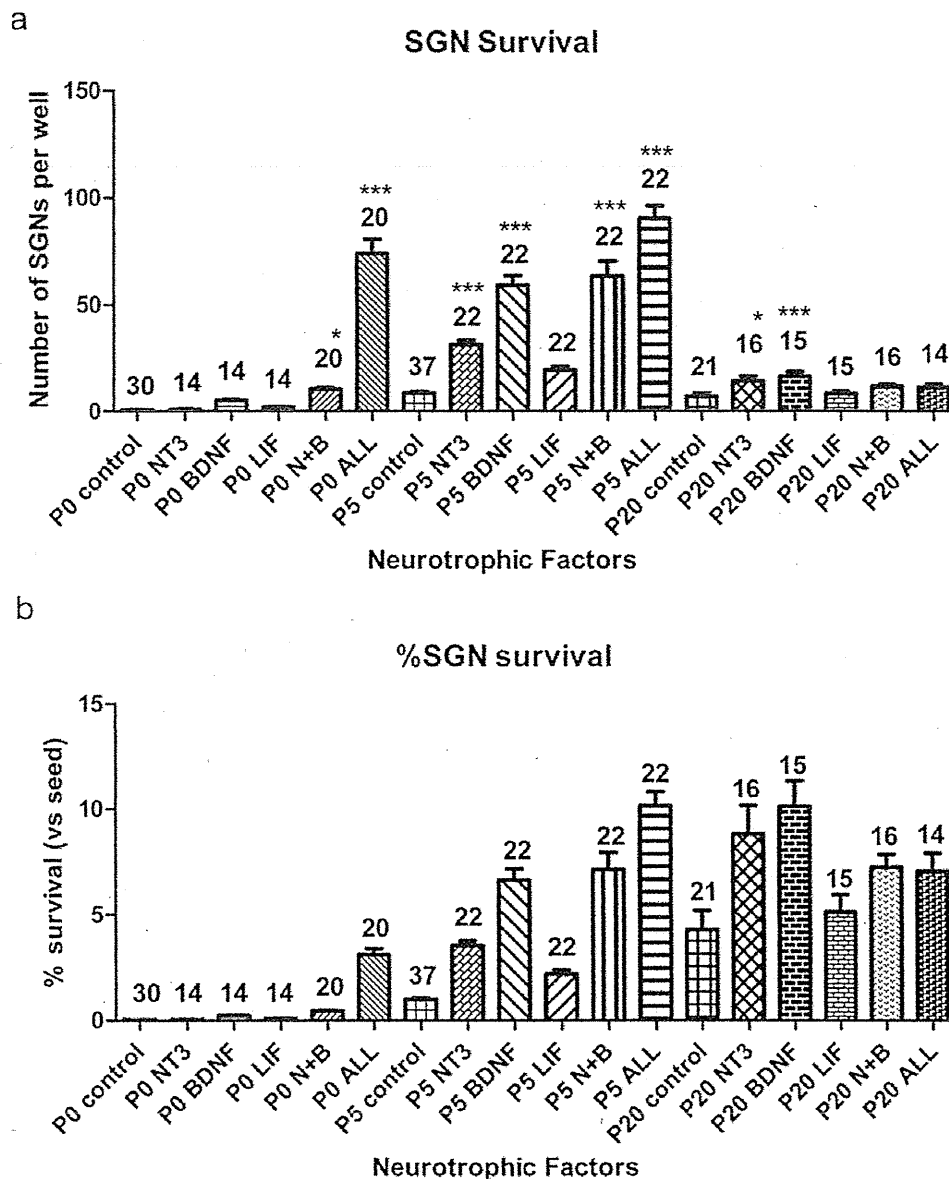 a
SGN Survival
Number of SGNs per well
150
100
50
0
30
14
14
14
*
20
***
20
37
***
22
***
22
22
***
22
***
22
21
*
16
***
15
15
16
14
P0 control
P0 NT3
P0 BDNF
P0 LIF
P0 N+B
P0 ALL
P5 control
P5 NT3
P5 BDNF
P5 LIF
P5 N+B
P5 ALL
P20 control
P20 NT3
P20 BDNF
P20 LIF
P20 N+B
P20 ALL
Neurotrophic Factors
b
%SGN survival
% survival (vs seed)
15
10
5
0
30
14
14
14
20
20
37
22
22
22
22
22
21
16
15
15
16
14
P0 control
P0 NT3
P0 BDNF
P0 LIF
P0 N+B
P0 ALL
P5 control
P5 NT3
P5 BDNF
P5 LIF
P5 N+B
P5 ALL
P20 control
P20 NT3
P20 BDNF
P20 LIF
P20 N+B
P20 ALL
Neurotrophic Factors